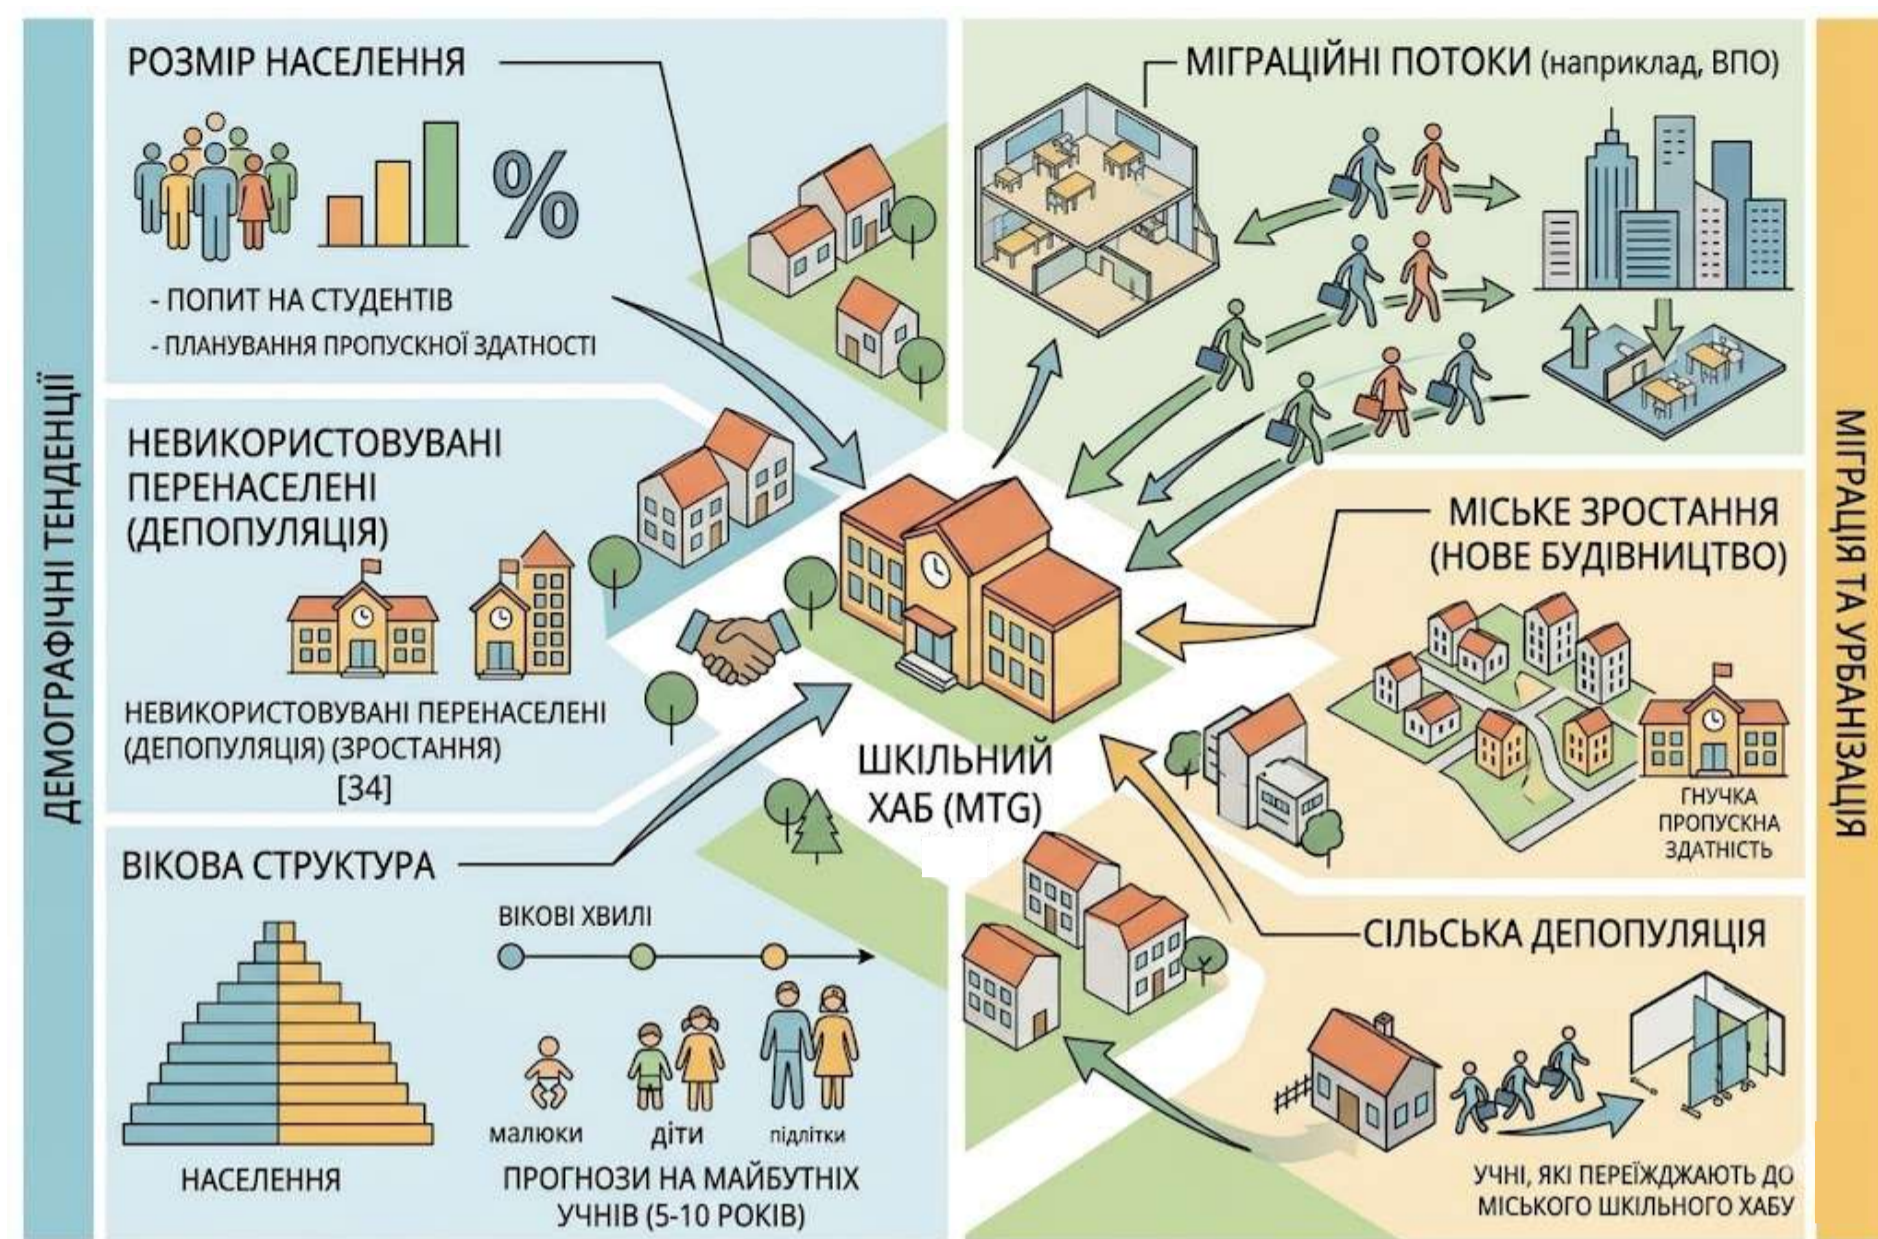 ДЕМОГРАФІЧНІ ТЕНДЕНЦІЇ
РОЗМІР НАСЕЛЕННЯ
%
- ПОПИТ НА СТУДЕНТІВ
- ПЛАНУВАННЯ ПРОПУСКНОЇ ЗДАТНОСТІ
НЕВИКОРИСТОВУВАНІ
ПЕРЕНАСЕЛЕНІ
(ДЕПОПУЛЯЦІЯ)
НЕВИКОРИСТОВУВАНІ ПЕРЕНАСЕЛЕНІ
(ДЕПОПУЛЯЦІЯ) (ЗРОСТАННЯ)
[34]
ВІКОВА СТРУКТУРА
НАСЕЛЕННЯ
ВІКОВІ ХВИЛІ
малюки діти підлітки
ПРОГНОЗИ НА МАЙБУТНІХ
УЧНІВ (5-10 РОКІВ)
ШКІЛЬНИЙ
ХАБ (MTG)
МІГРАЦІЙНІ ПОТОКИ (наприклад, ВПО)
МІСЬКЕ ЗРОСТАННЯ
(НОВЕ БУДІВНИЦТВО)
ГНУЧКА
ПРОПУСКНА
ЗДАТНІСТЬ
СІЛЬСЬКА ДЕПОПУЛЯЦІЯ
УЧНІ, ЯКІ ПЕРЕЇЖДЖАЮТЬ ДО
МІСЬКОГО ШКІЛЬНОГО ХАБУ
МІГРАЦІЯ ТА УРБАНІЗАЦІЯ